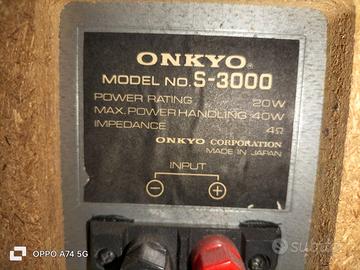 ONKYO®
MODEL NO. S-3000
POWER RATING 20W
MAX. POWER HANDLING 40W
IMPEDANCE 4Ω
ONKYO CORPORATION
MADE IN JAPAN
INPUT
− +
OPPO A74 5G
subito